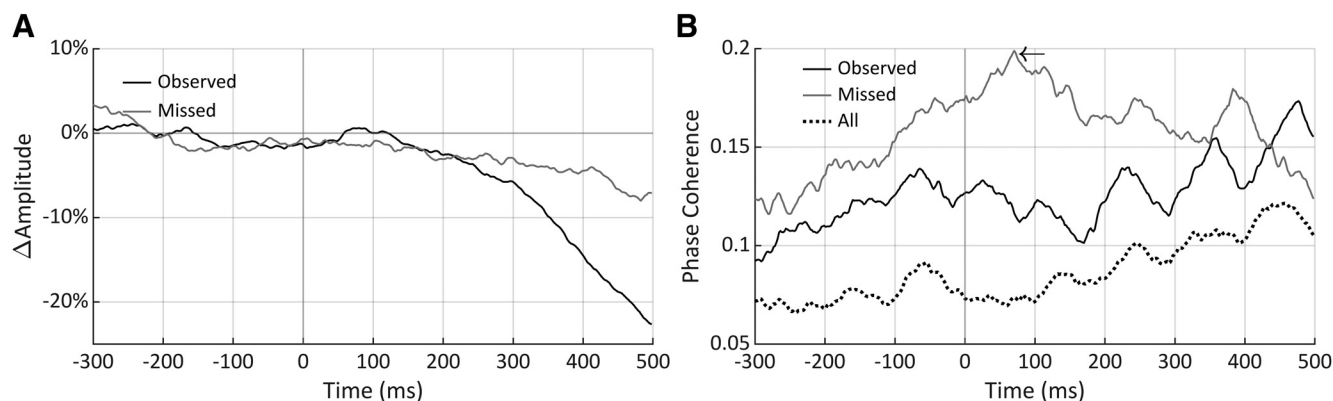 A
10%
0%
-10%
-20%
ΔAmplitude
Observed
Missed
-300 -200 -100 0 100 200 300 400 500
Time (ms)
B
0.2
0.15
0.1
0.05
Phase Coherence
Observed
Missed
All
-300 -200 -100 0 100 200 300 400 500
Time (ms)